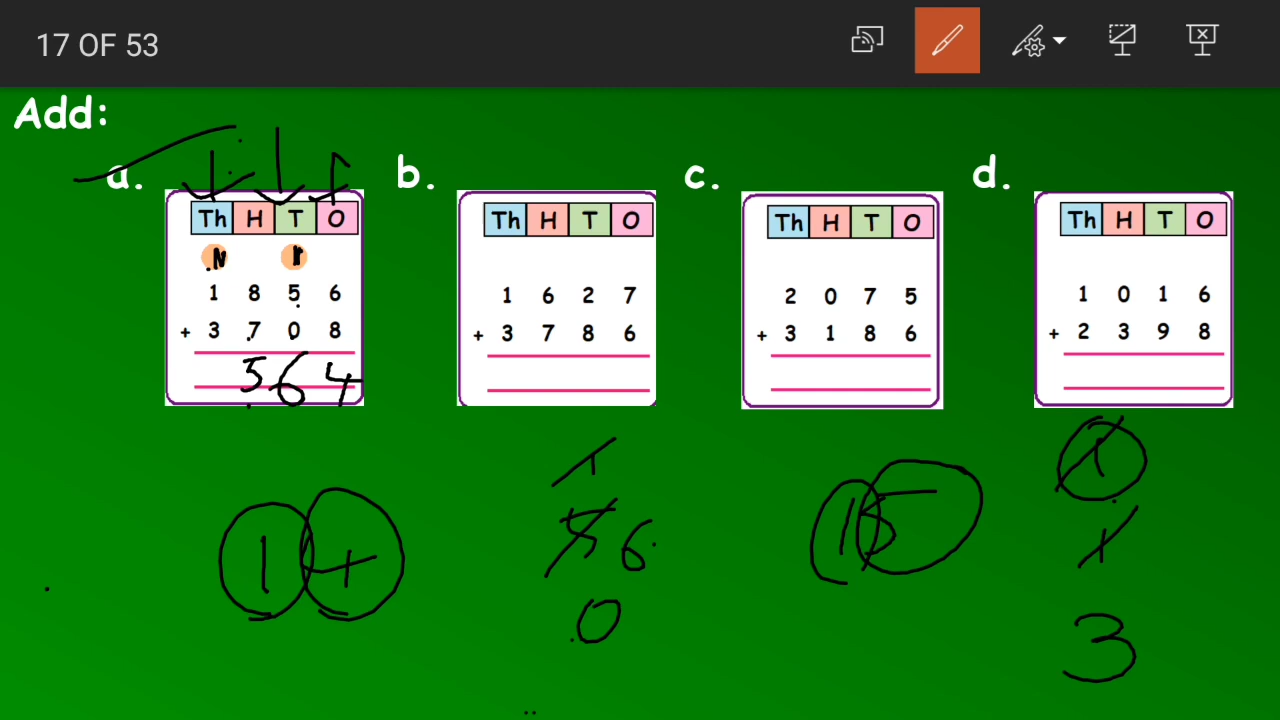 17 OF 53
Add:
a. b. c. d.
Th H T O Th H T O Th H T O Th H T O
1 8 5 6 1 6 2 7 2 0 7 5 1 0 1 6
+ 3 7 0 8 + 3 7 8 6 + 3 1 8 6 + 2 3 9 8
5 6 4
1 4 1 5 6 0 15 1 1 3